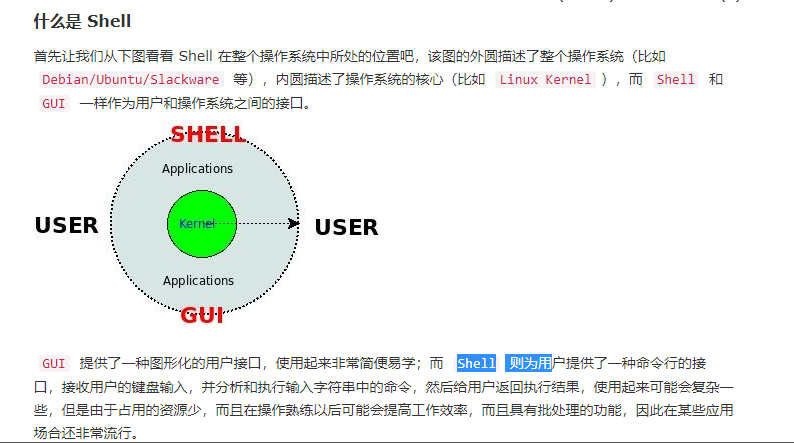 什么是 Shell
首先让我们从下图看看 Shell 在整个操作系统中所处的位置吧，该图的外圆描述了整个操作系统（比如
Debian/Ubuntu/Slackware 等），内圆描述了操作系统的核心（比如 Linux Kernel ），而 Shell 和
GUI 一样作为用户和操作系统之间的接口。
SHELL
Applications
USER
Kernel
USER
Applications
GUI
GUI 提供了一种图形化的用户接口，使用起来非常简便易学；而 Shell 则为用户提供了一种命令行的接
口，接收用户的键盘输入，并分析和执行输入字符串中的命令，然后给用户返回执行结果，使用起来可能会复杂一
些，但是由于占用的资源少，而且在操作熟练以后可能会提高工作效率，而且具有批处理的功能，因此在某些应用
场合还非常流行。